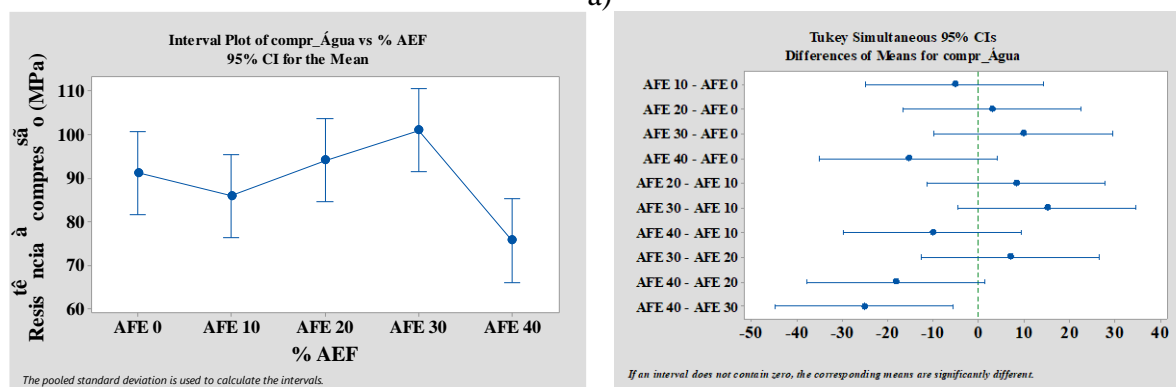 a)
Interval Plot of compr_Água vs % AEF
95% CI for the Mean
Resistência à compressão (MPa)
110
100
90
80
70
60
AFE 0 AFE 10 AFE 20 AFE 30 AFE 40
% AEF
The pooled standard deviation is used to calculate the intervals.
Tukey Simultaneous 95% CIs
Differences of Means for compr_Água
AFE 10 - AFE 0
AFE 20 - AFE 0
AFE 30 - AFE 0
AFE 40 - AFE 0
AFE 20 - AFE 10
AFE 30 - AFE 10
AFE 40 - AFE 10
AFE 30 - AFE 20
AFE 40 - AFE 20
AFE 40 - AFE 30
-50 -40 -30 -20 -10 0 10 20 30 40
If an interval does not contain zero, the corresponding means are significantly different.